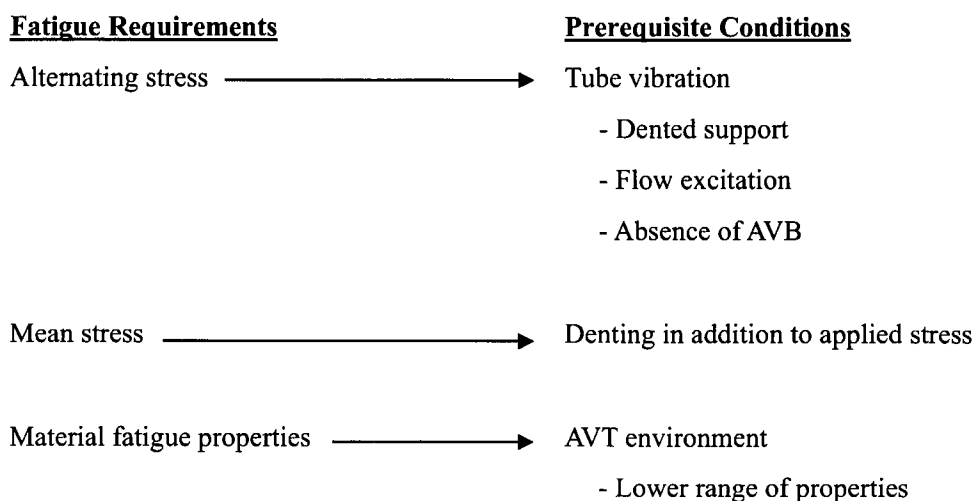 Fatigue Requirements Prerequisite Conditions
Alternating stress Tube vibration
- Dented support
- Flow excitation
- Absence of AVB
Mean stress Denting in addition to applied stress
Material fatigue properties AVT environment
- Lower range of properties